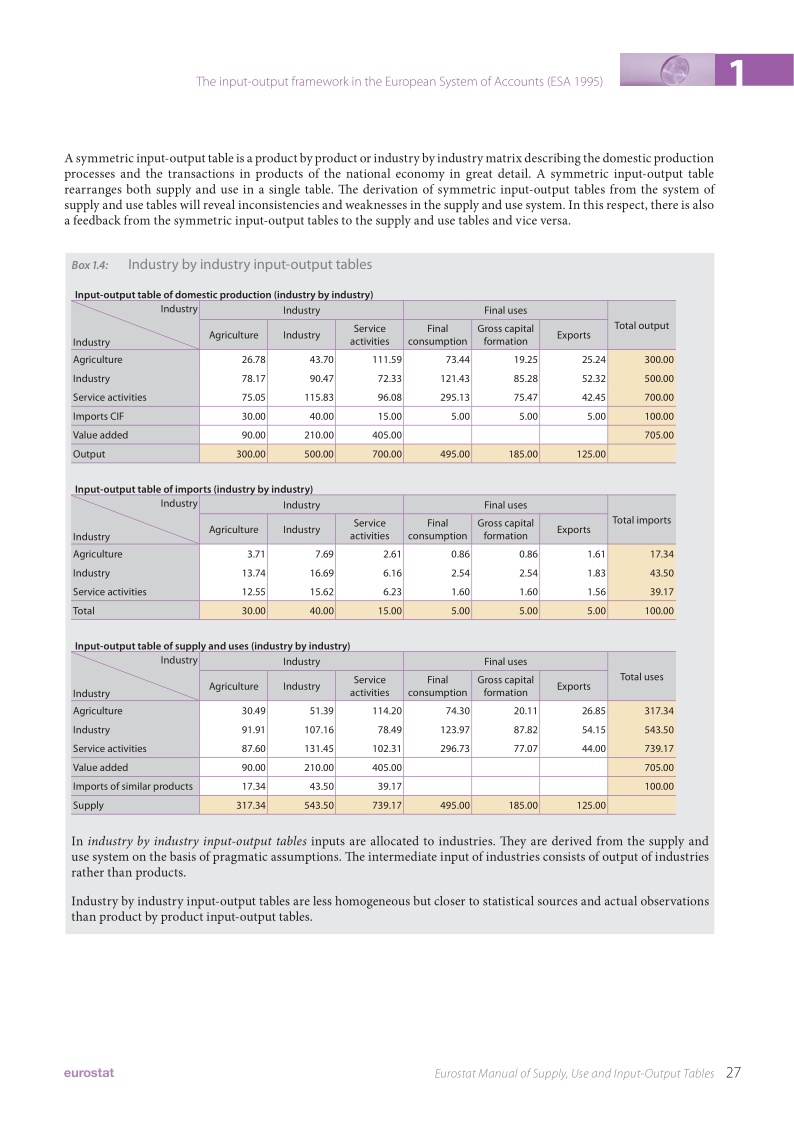 The input-output framework in the European System of Accounts (ESA 1995)
1
A symmetric input-output table is a product by product or industry by industry matrix describing the domestic production
processes and the transactions in products of the national economy in great detail. A symmetric input-output table
rearranges both supply and use in a single table. The derivation of symmetric input-output tables from the system of
supply and use tables will reveal inconsistencies and weaknesses in the supply and use system. In this respect, there is also
a feedback from the symmetric input-output tables to the supply and use tables and vice versa.
Box 1.4: Industry by industry input-output tables
Input-output table of domestic production (industry by industry)
Industry Industry Final uses Total output
Industry Agriculture Industry Service activities Final consumption Gross capital formation Exports
Agriculture 26.78 43.70 111.59 73.44 19.25 25.24 300.00
Industry 78.17 90.47 72.33 121.43 85.28 52.32 500.00
Service activities 75.05 115.83 96.08 295.13 75.47 42.45 700.00
Imports CIF 30.00 40.00 15.00 5.00 5.00 5.00 100.00
Value added 90.00 210.00 405.00 705.00
Output 300.00 500.00 700.00 495.00 185.00 125.00
Input-output table of imports (industry by industry)
Industry Industry Final uses Total imports
Industry Agriculture Industry Service activities Final consumption Gross capital formation Exports
Agriculture 3.71 7.69 2.61 0.86 0.86 1.61 17.34
Industry 13.74 16.69 6.16 2.54 2.54 1.83 43.50
Service activities 12.55 15.62 6.23 1.60 1.60 1.56 39.17
Total 30.00 40.00 15.00 5.00 5.00 5.00 100.00
Input-output table of supply and uses (industry by industry)
Industry Industry Final uses Total uses
Industry Agriculture Industry Service activities Final consumption Gross capital formation Exports
Agriculture 30.49 51.39 114.20 74.30 20.11 26.85 317.34
Industry 91.91 107.16 78.49 123.97 87.82 54.15 543.50
Service activities 87.60 131.45 102.31 296.73 77.07 44.00 739.17
Value added 90.00 210.00 405.00 705.00
Imports of similar products 17.34 43.50 39.17 100.00
Supply 317.34 543.50 739.17 495.00 185.00 125.00
In industry by industry input-output tables inputs are allocated to industries. They are derived from the supply and
use system on the basis of pragmatic assumptions. The intermediate input of industries consists of output of industries
rather than products.
Industry by industry input-output tables are less homogeneous but closer to statistical sources and actual observations
than product by product input-output tables.
eurostat
Eurostat Manual of Supply, Use and Input-Output Tables 27